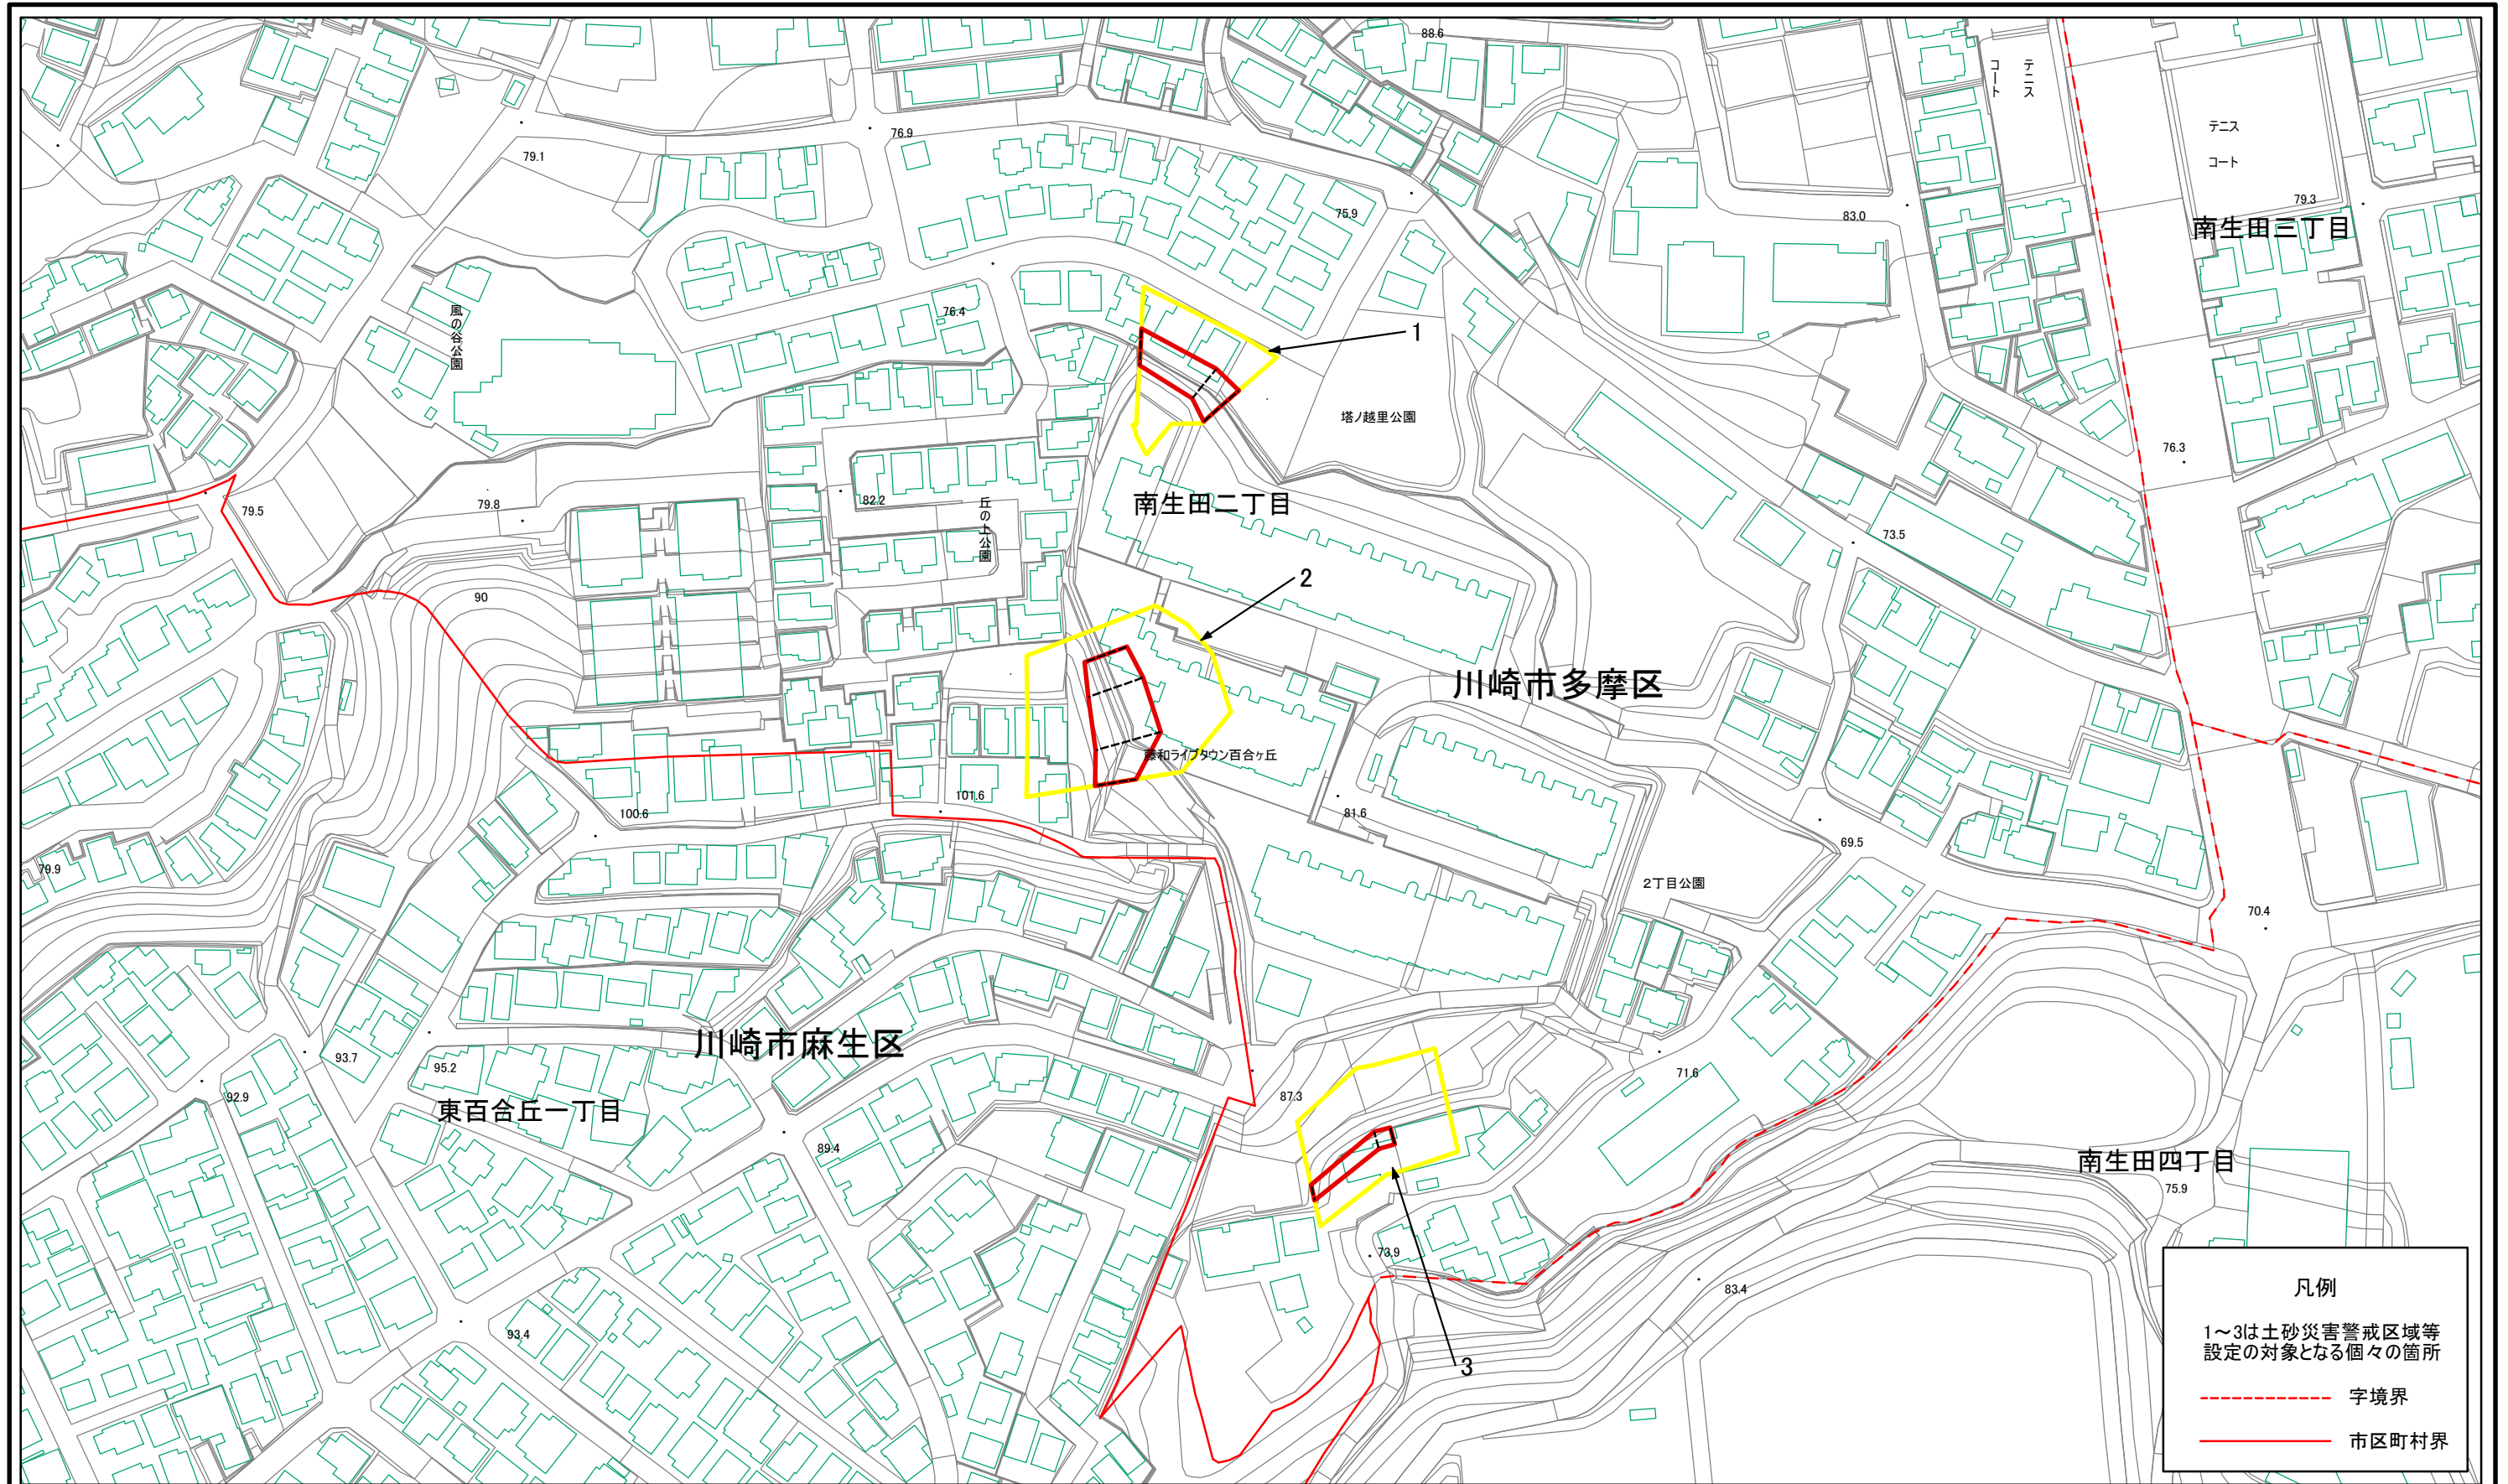 88.6
テニス
コート
76.9
79.1
テニス
コート
79.3
75.9
83.0
南生田三丁目
風の谷公園
76.4
1
塔ノ越里公園
76.3
79.5
79.8
82.2
丘の上公園
南生田二丁目
73.5
2
90
川崎市多摩区
藤和ライブタウン百合ヶ丘
101.6
100.6
81.6
69.5
79.9
2丁目公園
70.4
川崎市麻生区
93.7
95.2
71.6
92.9
87.3
東百合丘一丁目
89.4
南生田四丁目
75.9
73.9
83.4
93.4
3
凡例
1～3は土砂災害警戒区域等
設定の対象となる個々の箇所
字境界
市区町村界